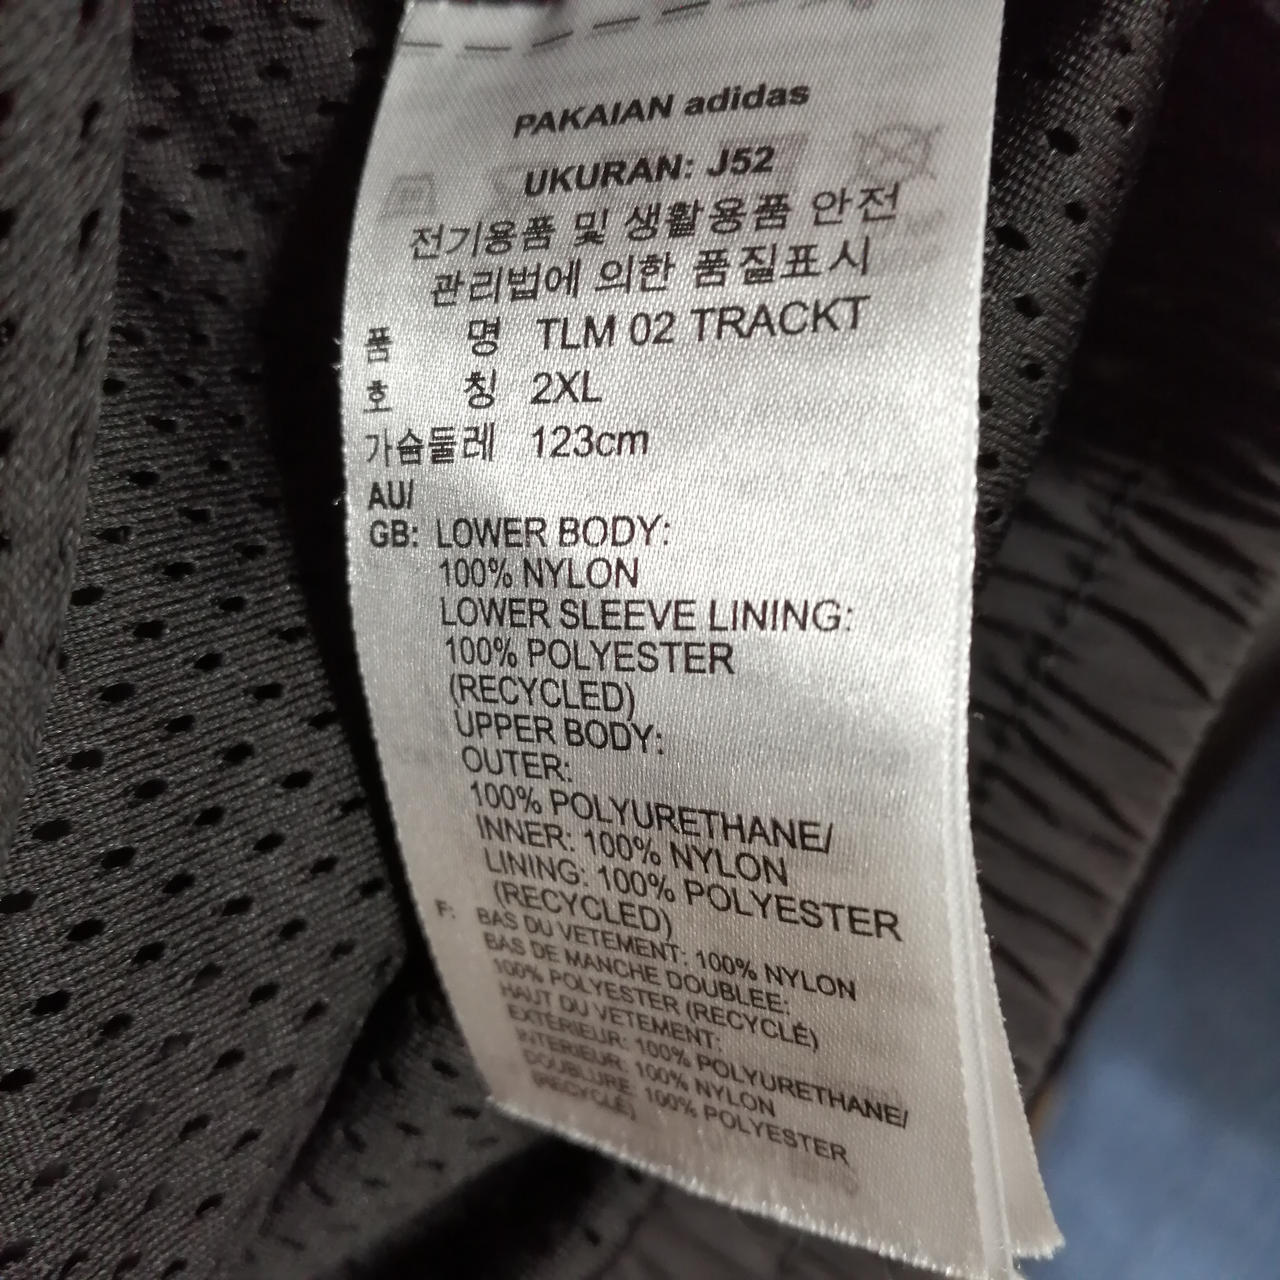 PAKAIAN adidas
UKURAN: J52
전기용품 및 생활용품 안전
관리법에 의한 품질표시
품 명 TLM 02 TRACKT
호 칭 2XL
가슴둘레 123cm
AU/
GB: LOWER BODY:
100% NYLON
LOWER SLEEVE LINING:
100% POLYESTER
(RECYCLED)
UPPER BODY:
OUTER:
100% POLYURETHANE/
INNER: 100% NYLON
LINING: 100% POLYESTER
(RECYCLED)
F: BAS DU VETEMENT: 100% NYLON
BAS DE MANCHE DOUBLEE:
100% POLYESTER (RECYCLÉ)
HAUT DU VETEMENT:
EXTERIEUR: 100% POLYURETHANE/
INTERIEUR: 100% NYLON
DOUBLURE: 100% POLYESTER
(RECYCLÉ)